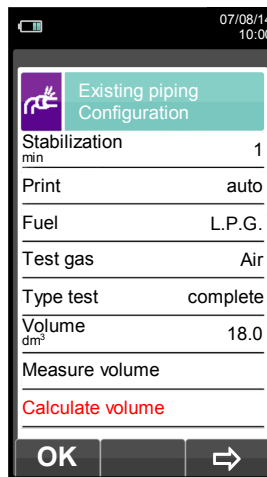 07/08/14
10:00
Existing piping
Configuration
Stabilization 1
min
Print auto
Fuel L.P.G.
Test gas Air
Type test complete
Volume 18.0
dm³
Measure volume
Calculate volume
OK